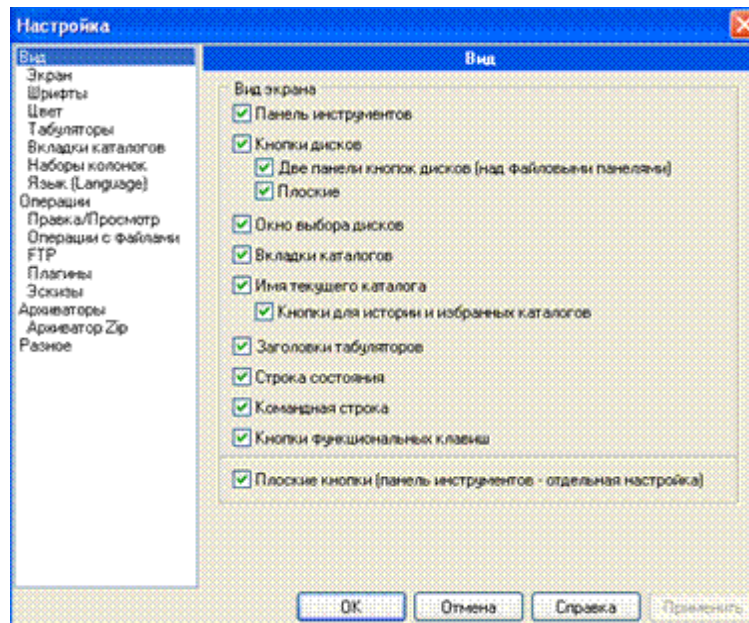 Настройка
Вид
Экран
Шрифты
Цвет
Табуляторы
Вкладки каталогов
Наборы колонок
Язык (Language)
Операции
Правка/Просмотр
Операции с файлами
FTP
Плагины
Эскизы
Архиваторы
Архиватор Zip
Разное
Вид
Вид экрана
Панель инструментов
Кнопки дисков
Две панели кнопок дисков (над файловыми панелями)
Плоские
Окно выбора дисков
Вкладки каталогов
Имя текущего каталога
Кнопки для истории и избранных каталогов
Заголовки табуляторов
Строка состояния
Командная строка
Кнопки функциональных клавиш
Плоские кнопки (панель инструментов - отдельная настройка)
OK
Отмена
Справка
Применить